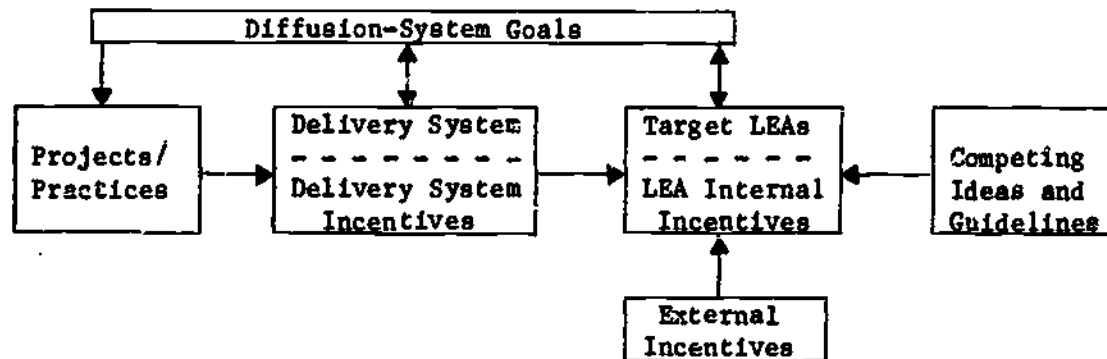 Diffusion-System Goals
Projects/
Practices
Delivery System
Delivery System
Incentives
Target LEAs
LEA Internal
Incentives
Competing
Ideas and
Guidelines
External
Incentives